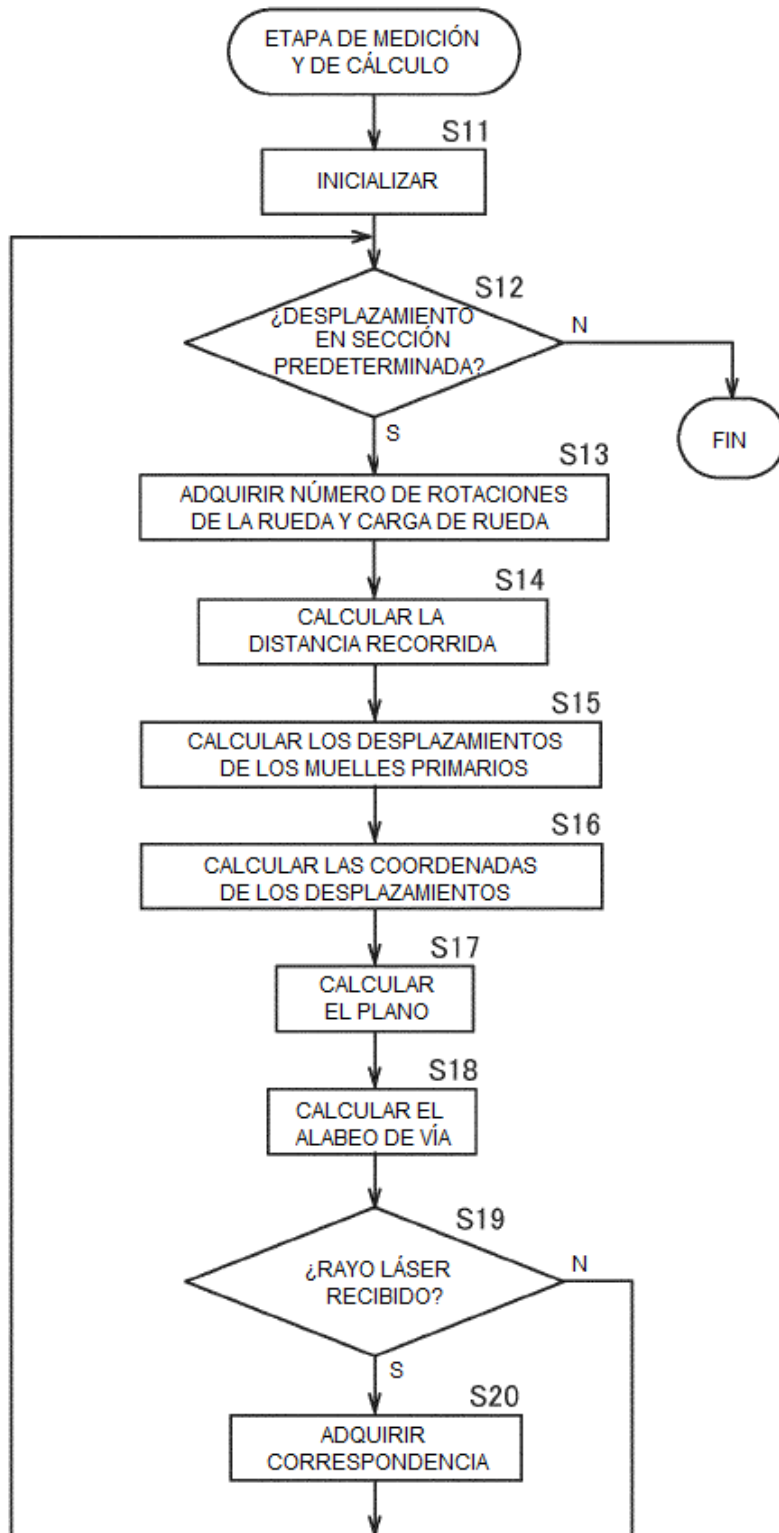 ETAPA DE MEDICIÓN
Y DE CÁLCULO
S11
INICIALIZAR
S12
¿DESPLAZAMIENTO
EN SECCIÓN
PREDETERMINADA?
N
S
FIN
S13
ADQUIRIR NÚMERO DE ROTACIONES
DE LA RUEDA Y CARGA DE RUEDA
S14
CALCULAR LA
DISTANCIA RECORRIDA
S15
CALCULAR LOS DESPLAZAMIENTOS
DE LOS MUELLES PRIMARIOS
S16
CALCULAR LAS COORDENADAS
DE LOS DESPLAZAMIENTOS
S17
CALCULAR
EL PLANO
S18
CALCULAR EL
ALABEO DE VÍA
S19
¿RAYO LÁSER
RECIBIDO?
N
S
S20
ADQUIRIR
CORRESPONDENCIA